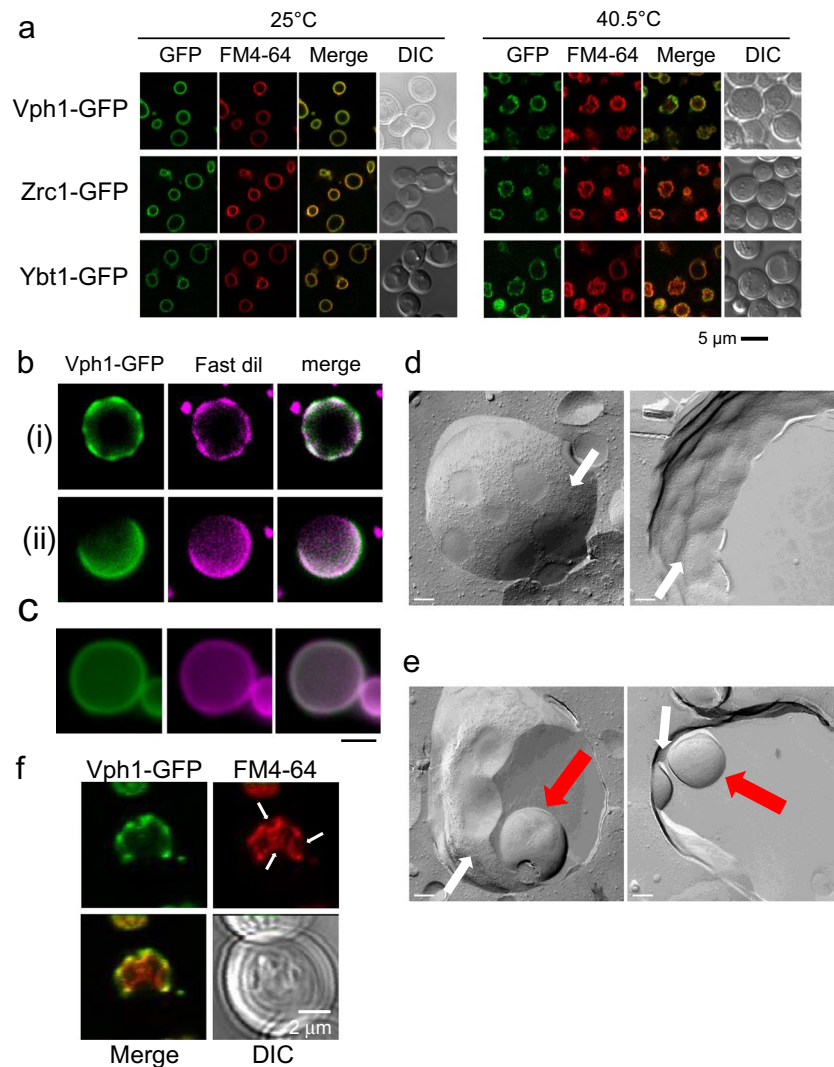 a
25°C
40.5°C
GFP FM4-64 Merge DIC
GFP FM4-64 Merge DIC
Vph1-GFP
Zrc1-GFP
Ybt1-GFP
5 µm
b
Vph1-GFP Fast dil merge
(i)
(ii)
c
d
e
f
Vph1-GFP FM4-64
2 µm
Merge DIC